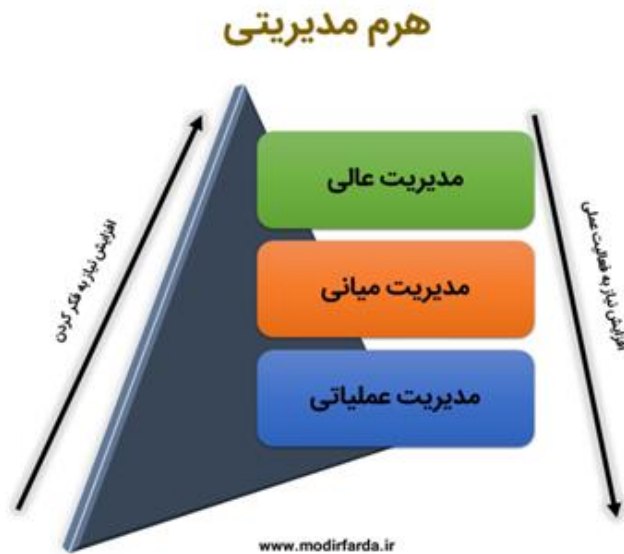 هرم مدیریتی
مدیریت عالی
مدیریت میانی
مدیریت عملیاتی
افزایش نیاز به فکر کردن
افزایش نیاز به فعالیت عملی
www.modirfarda.ir